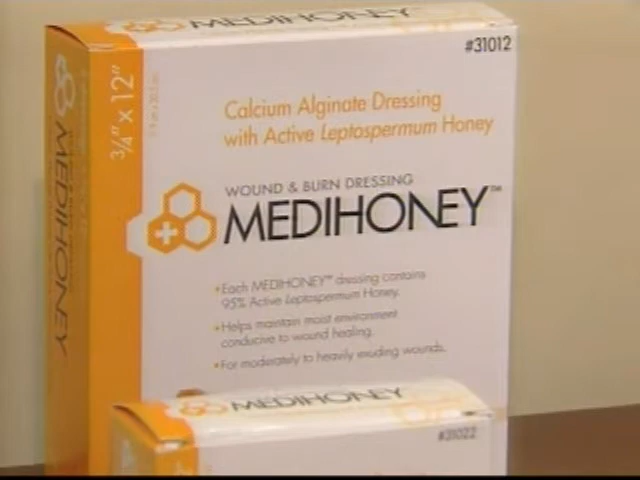 MEDIHONEY
#31012
3/4" x 12"
Calcium Alginate Dressing
with Active Leptospermum Honey
WOUND & BURN DRESSING
MEDIHONEY™
MEDIHONEY
• Each MEDIHONEY™ dressing contains
95% Active Leptospermum Honey.
• Helps maintain moist environment
conducive to wound healing.
• For moderately to heavily exuding wounds.
MEDIHONEY
#31022